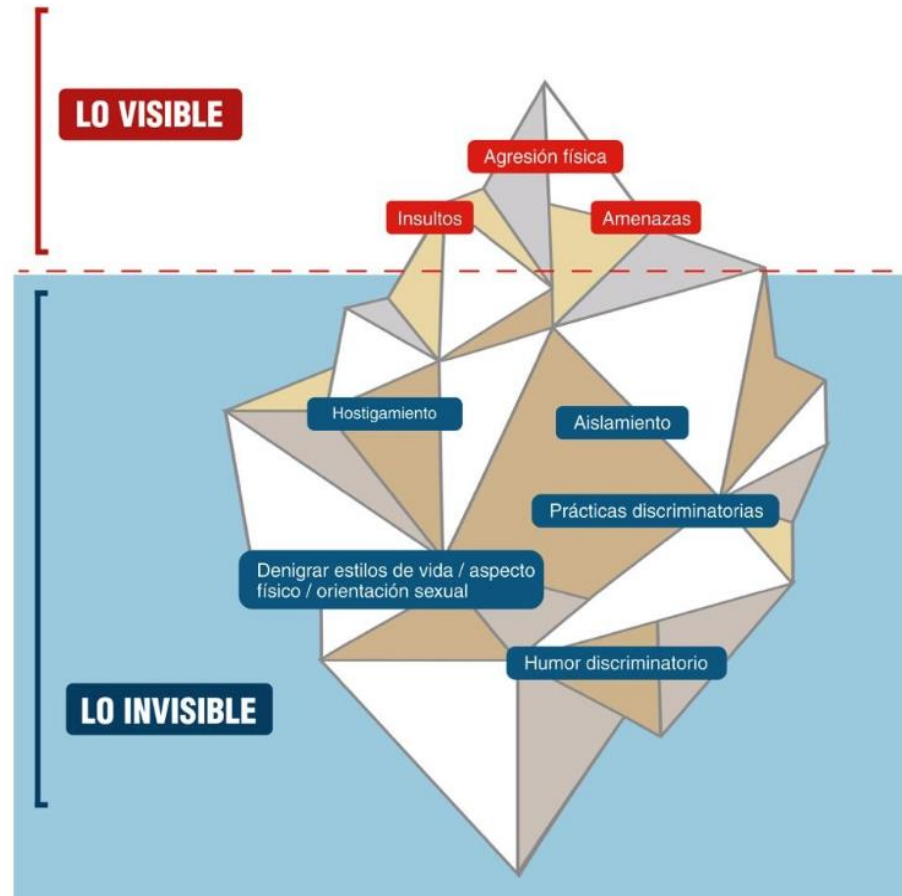 LO VISIBLE
Agresión física
Insultos
Amenazas
Hostigamiento
Aislamiento
Prácticas discriminatorias
Denigrar estilos de vida / aspecto
físico / orientación sexual
Humor discriminatorio
LO INVISIBLE